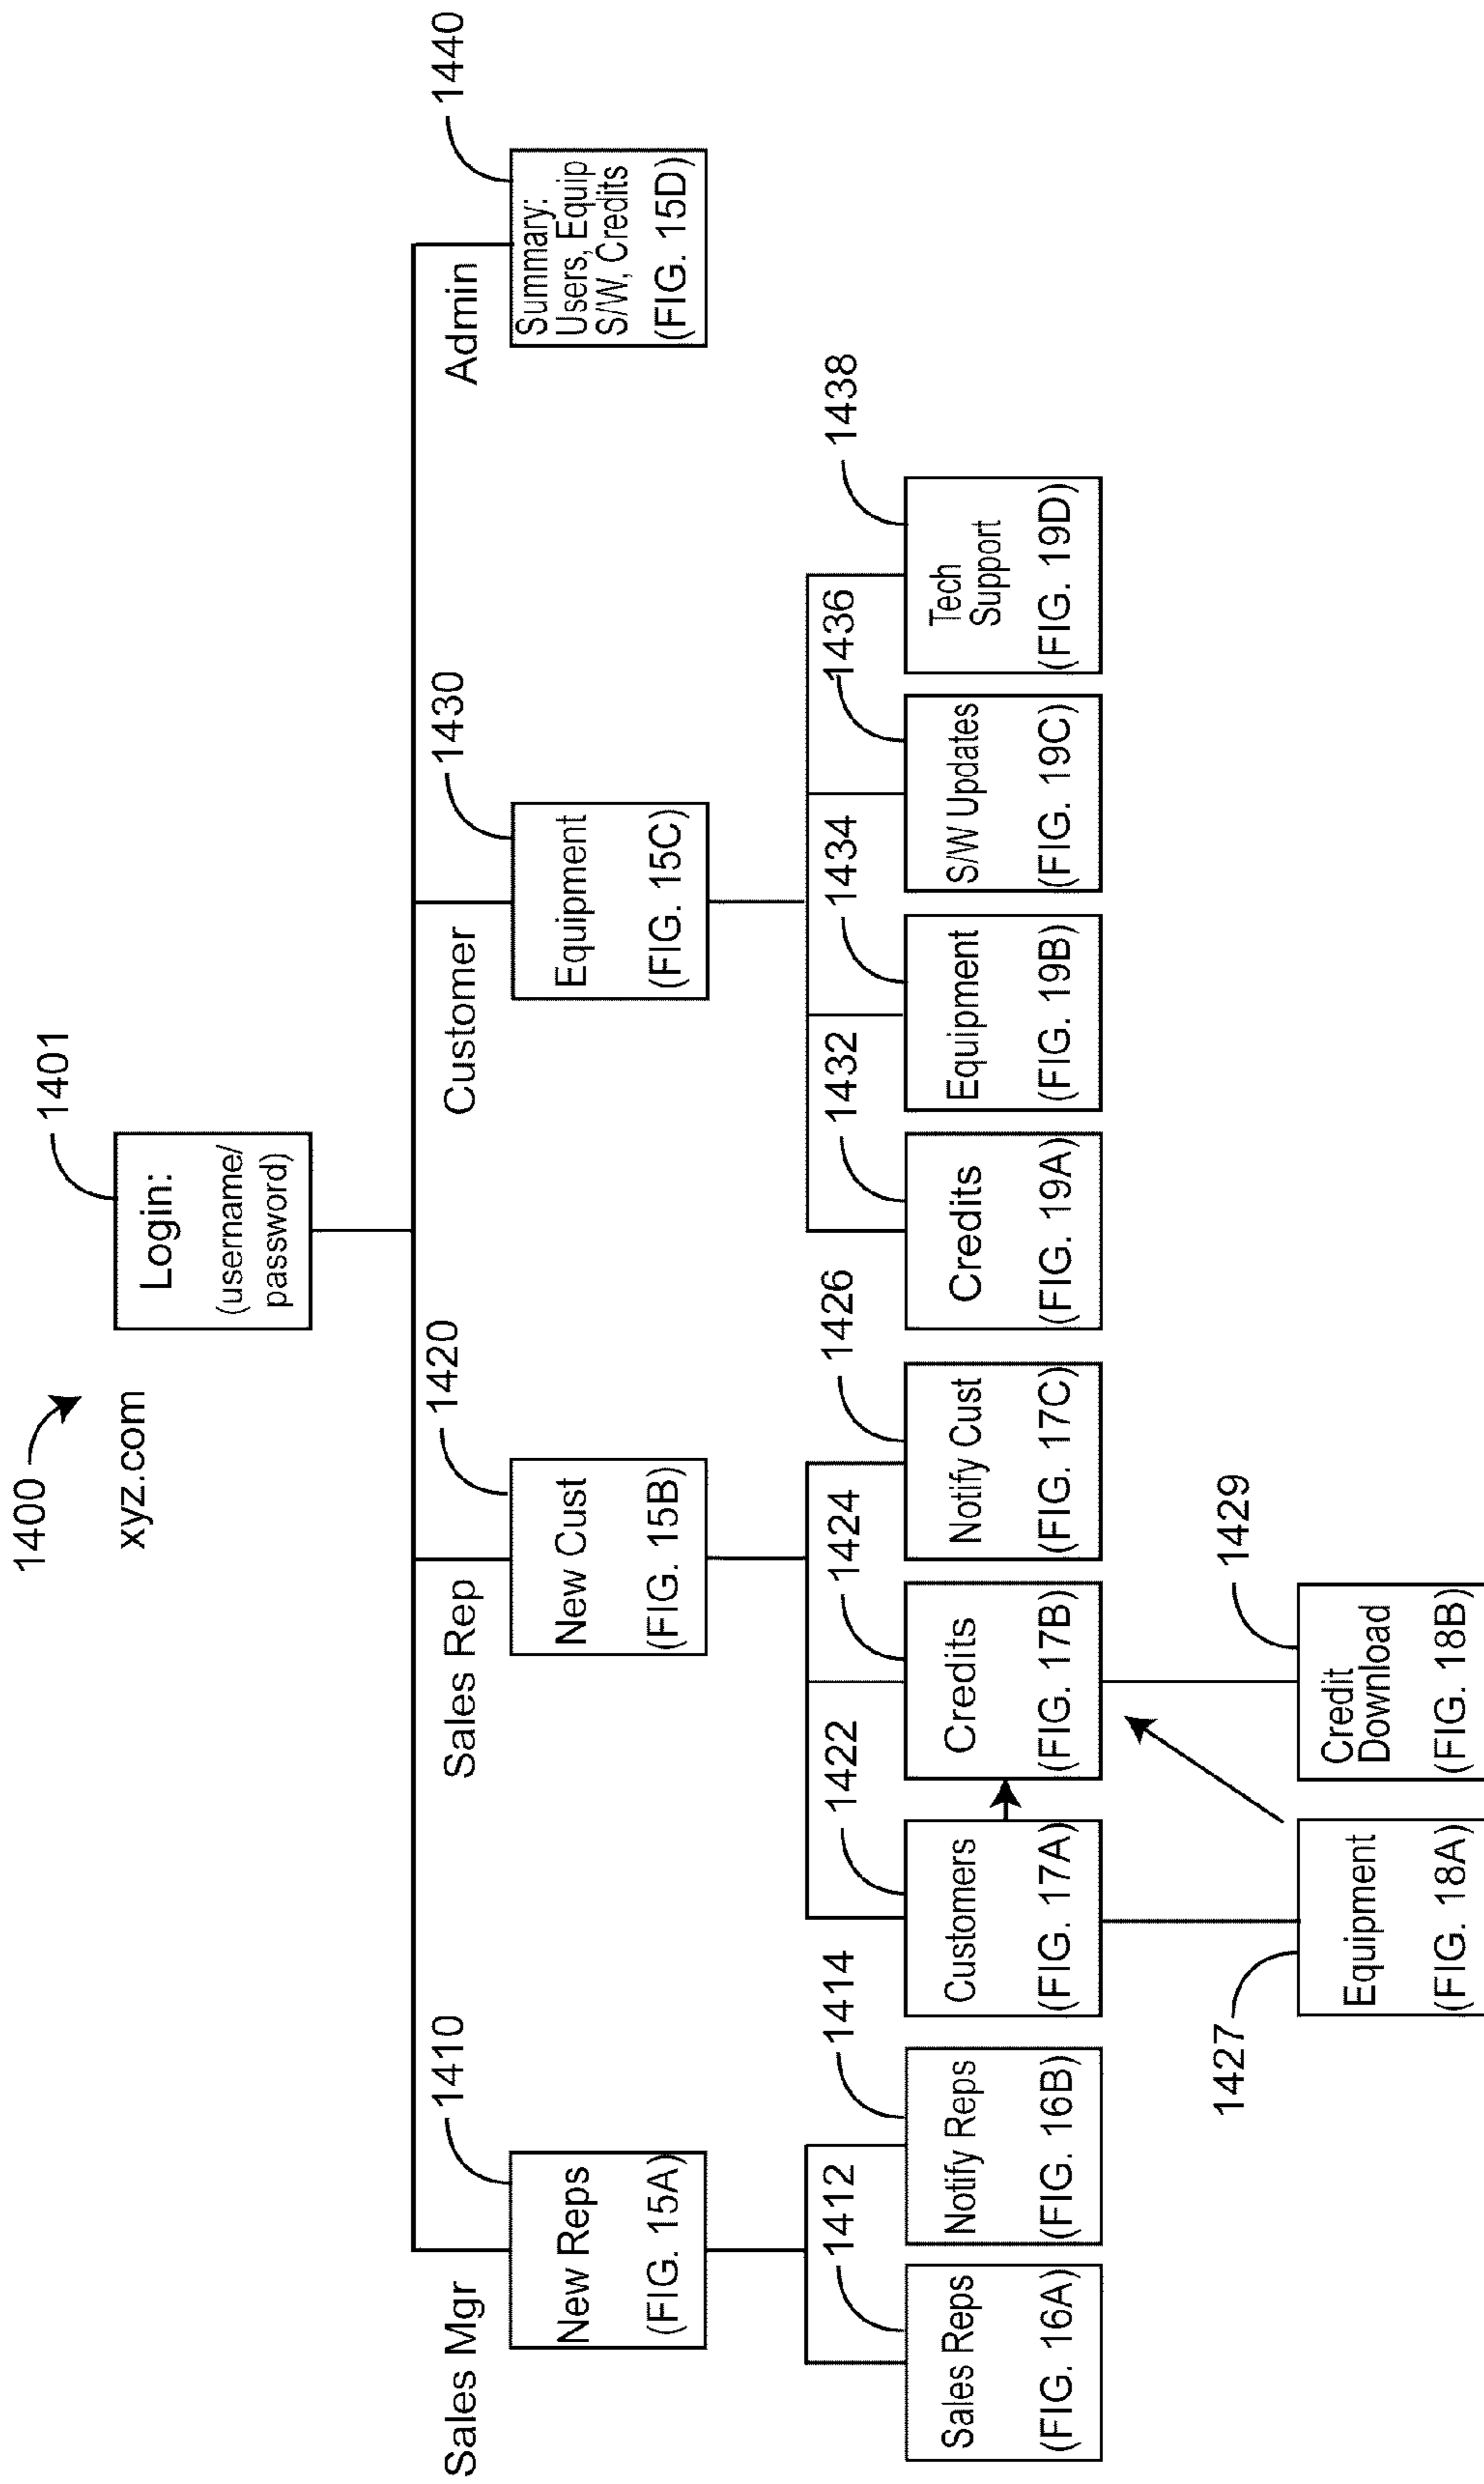 1400
xyz.com
1401
Login:
(username/
password)
Sales Mgr
1410
New Reps
(FIG. 15A)
Sales Rep
1420
New Cust
(FIG. 15B)
Customer
1430
Equipment
(FIG. 15C)
Admin
1440
Summary:
Users, Equip
S/W, Credits
(FIG. 15D)
1412
Sales Reps
(FIG. 16A)
1414
Notify Reps
(FIG. 16B)
1422
Customers
(FIG. 17A)
1424
Credits
(FIG. 17B)
1426
Notify Cust
(FIG. 17C)
1432
Credits
(FIG. 19A)
1434
Equipment
(FIG. 19B)
1436
S/W Updates
(FIG. 19C)
1438
Tech
Support
(FIG. 19D)
1427
Equipment
(FIG. 18A)
1429
Credit
Download
(FIG. 18B)